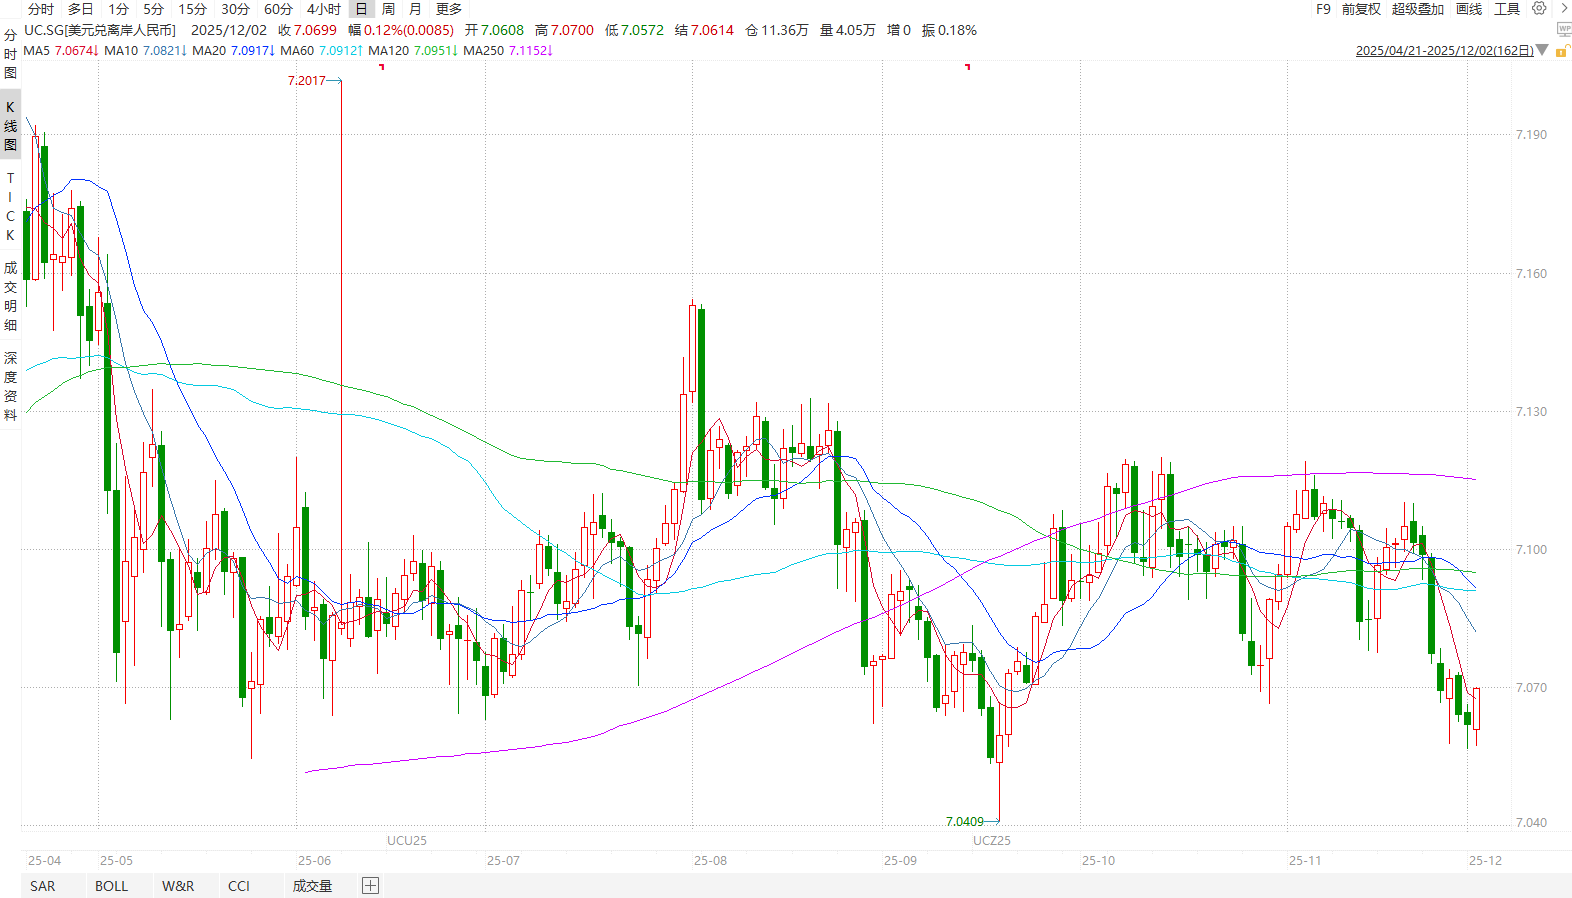 分时 多日 1分 5分 15分 30分 60分 4小时 日 周 月 更多 F9 前复权 超级叠加 画线 工具
UC.SG[美元兑离岸人民币] 2025/12/02 收 7.0699 幅 0.12%(0.0085) 开 7.0608 高 7.0700 低 7.0572 结 7.0614 仓 11.36万 量 4.05万 增 0 振 0.18%
MA5 7.0674↓ MA10 7.0821↓ MA20 7.0917↓ MA60 7.0912↑ MA120 7.0951↓ MA250 7.1152↓ 2025/04/21-2025/12/02(162日)
WP
分时图
K线图
TICK
成交明细
深度资料
7.2017
7.190
7.160
7.130
7.100
7.070
7.0409
7.040
UCU25 UCZ25
25-04 25-05 25-06 25-07 25-08 25-09 25-10 25-11 25-12
SAR BOLL W&R CCI 成交量